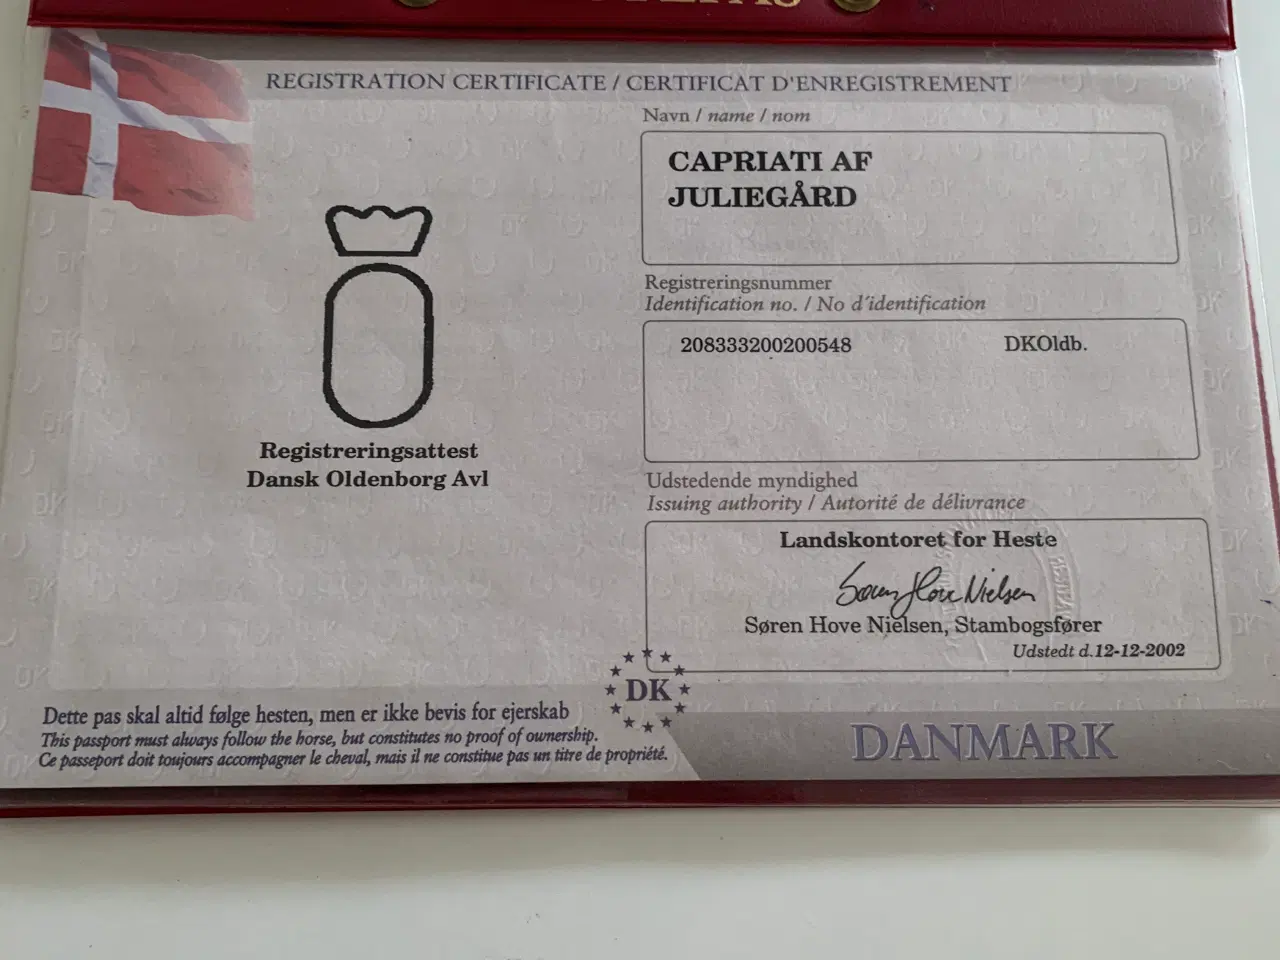 REGISTRATION CERTIFICATE / CERTIFICAT D'ENREGISTREMENT
Navn / name / nom
CAPRIATI AF
JULIEGÅRD
Registreringsnummer
Identification no. / No d'identification
208333200200548 DKOldb.
Registreringsattest
Dansk Oldenborg Avl
Udstedende myndighed
Issuing authority / Autorité de délivrance
Landskontoret for Heste
Søren Hove Nielsen
Søren Hove Nielsen, Stambogsfører
Udstedt d.12-12-2002
DK
Dette pas skal altid følge hesten, men er ikke bevis for ejerskab
This passport must always follow the horse, but constitutes no proof of ownership.
Ce passeport doit toujours accompagner le cheval, mais il ne constitue pas un titre de propriété.
DANMARK